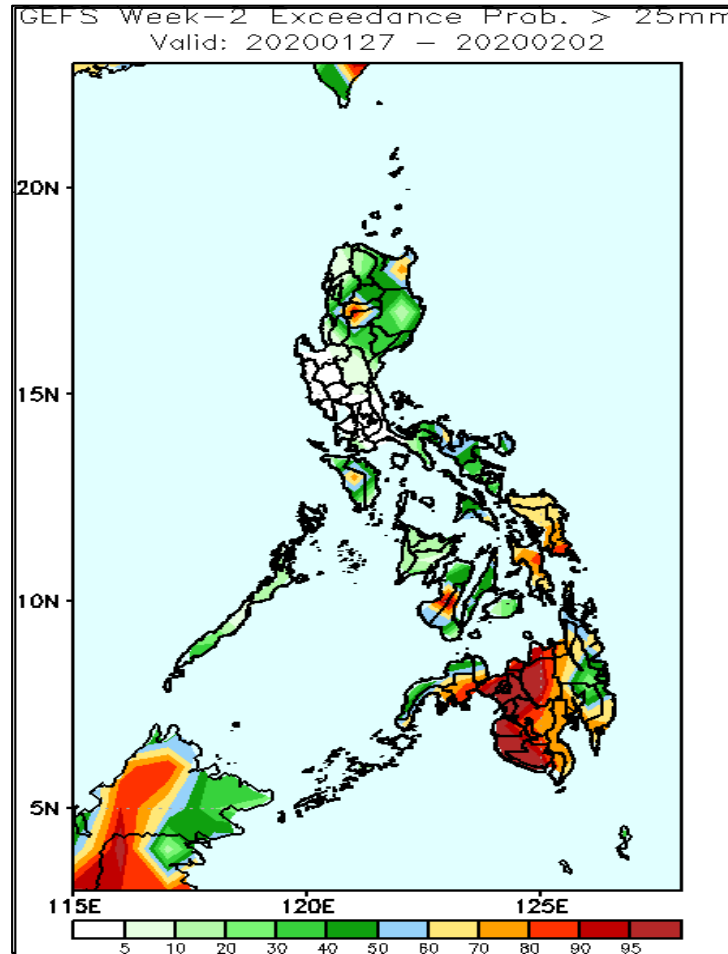 GEFS Week-2 Exceedance Prob. > 25mm
Valid: 20200127 - 20200202
20N
15N
10N
5N
115E 120E 125E
5 10 20 30 40 50 60 70 80 90 95